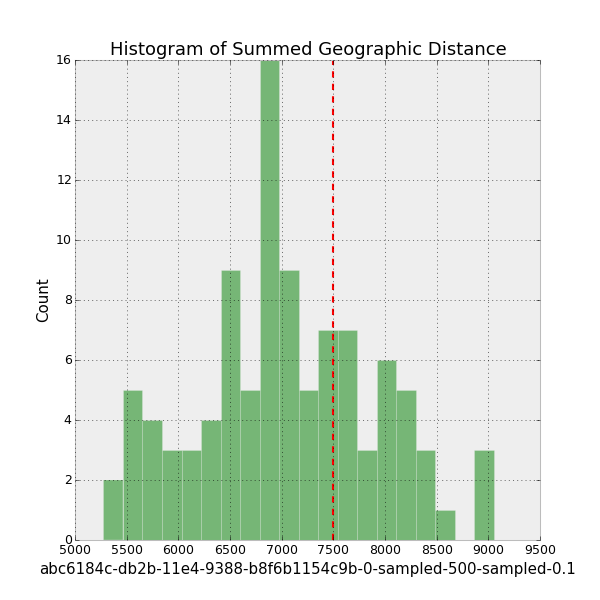 Histogram of Summed Geographic Distance
16
14
12
10
8
6
4
2
0
Count
5000 5500 6000 6500 7000 7500 8000 8500 9000 9500
abc6184c-db2b-11e4-9388-b8f6b1154c9b-0-sampled-500-sampled-0.1